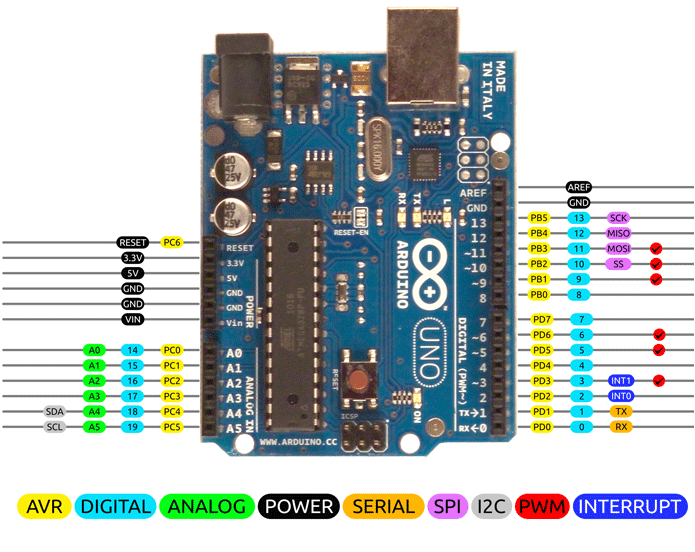 MADE
IN ITALY
AREF
AREF
GND
GND
13
PB5 13 SCK
RX
TX
L
12
PB4 12 MISO
RESET-EN
RESET PC6
RESET
~11
PB3 11 MOSI
3.3V
3.3V
~10
PB2 10 SS
5V
5V
~9
PB1 9
GND
GND
8
PB0 8
GND
GND
VIN
Vin
POWER
ARDUINO
UNO
7
PD7 7
~6
PD6 6
A0 14 PC0
A0
~5
PD5 5
A1 15 PC1
A1
4
PD4 4
A2 16 PC2
A2
~3
PD3 3 INT1
A3 17 PC3
A3
2
PD2 2 INT0
SDA A4 18 PC4
A4
TX→1
PD1 1 TX
SCL A5 19 PC5
A5
RX←0
PD0 0 RX
ANALOG IN
DIGITAL (PWM~)
RESET
ICSP
ON
WWW.ARDUINO.CC
AVR DIGITAL ANALOG POWER SERIAL SPI I2C PWM INTERRUPT